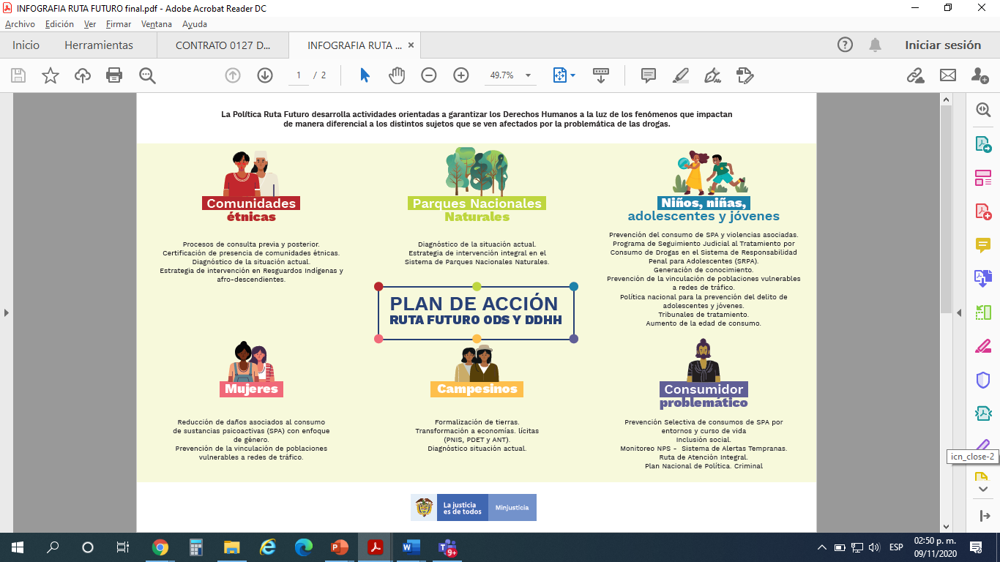 INFOGRAFIA RUTA FUTURO final.pdf - Adobe Acrobat Reader DC
Archivo Edición Ver Firmar Ventana Ayuda
Inicio Herramientas CONTRATO 0127 D... INFOGRAFIA RUTA ... × Iniciar sesión
1 / 2 49.7%
La Política Ruta Futuro desarrolla actividades orientadas a garantizar los Derechos Humanos a la luz de los fenómenos que impactan
de manera diferencial a los distintos sujetos que se ven afectados por la problemática de las drogas.
Comunidades
étnicas
Procesos de consulta previa y posterior.
Certificación de presencia de comunidades étnicas.
Diagnóstico de la situación actual.
Estrategia de intervención en Resguardos Indígenas y
afro-descendientes.
Parques Nacionales
Naturales
Diagnóstico de la situación actual.
Estrategia de intervención integral en el
Sistema de Parques Nacionales Naturales.
Niños, niñas,
adolescentes y jóvenes
Prevención del consumo de SPA y violencias asociadas.
Programa de Seguimiento Judicial al Tratamiento por
Consumo de Drogas en el Sistema de Responsabilidad
Penal para Adolescentes (SRPA).
Generación de conocimiento.
Prevención de la vinculación de poblaciones vulnerables
a redes de tráfico.
Política nacional para la prevención del delito de
adolescentes y jóvenes.
Tribunales de tratamiento.
Aumento de la edad de consumo.
PLAN DE ACCIÓN
RUTA FUTURO ODS Y DDHH
Mujeres
Reducción de daños asociados al consumo
de sustancias psicoactivas (SPA) con enfoque
de género.
Prevención de la vinculación de poblaciones
vulnerables a redes de tráfico.
Campesinos
Formalización de tierras.
Transformación a economías. lícitas
(PNIS, PDET y ANT).
Diagnóstico situación actual.
Consumidor
problemático
Prevención Selectiva de consumos de SPA por
entornos y curso de vida
Inclusión social.
Monitoreo NPS - Sistema de Alertas Tempranas.
Ruta de Atención Integral.
Plan Nacional de Política. Criminal
icn_close-2
La justicia
es de todos
Minjusticia
9+
ESP
02:50 p. m.
09/11/2020